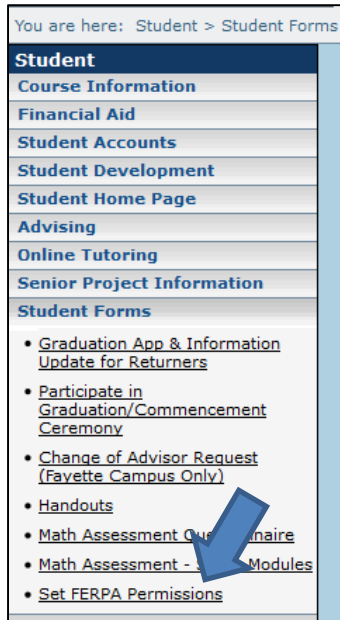 You are here: Student > Student Forms
Student
Course Information
Financial Aid
Student Accounts
Student Development
Student Home Page
Advising
Online Tutoring
Senior Project Information
Student Forms
• Graduation App & Information
Update for Returners
• Participate in
Graduation/Commencement
Ceremony
• Change of Advisor Request
(Fayette Campus Only)
• Handouts
• Math Assessment
• Math Assessment - Modules
• Set FERPA Permissions